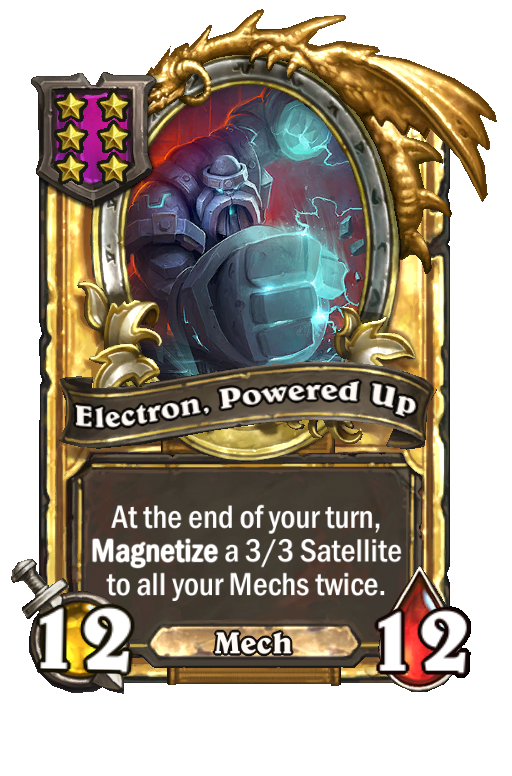 Electron, Powered Up
At the end of your turn,
Magnetize a 3/3 Satellite
to all your Mechs twice.
12
Mech
12